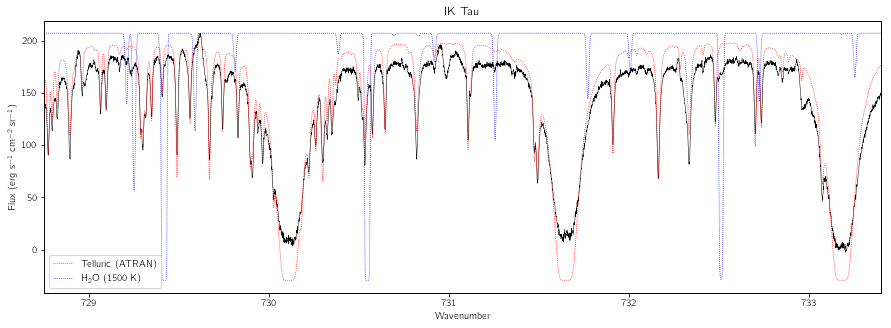 IK Tau
Flux (erg s⁻¹ cm⁻² sr⁻¹)
200
150
100
50
0
Telluric (ATRAN)
H₂O (1500 K)
729 730 731 732 733
Wavenumber